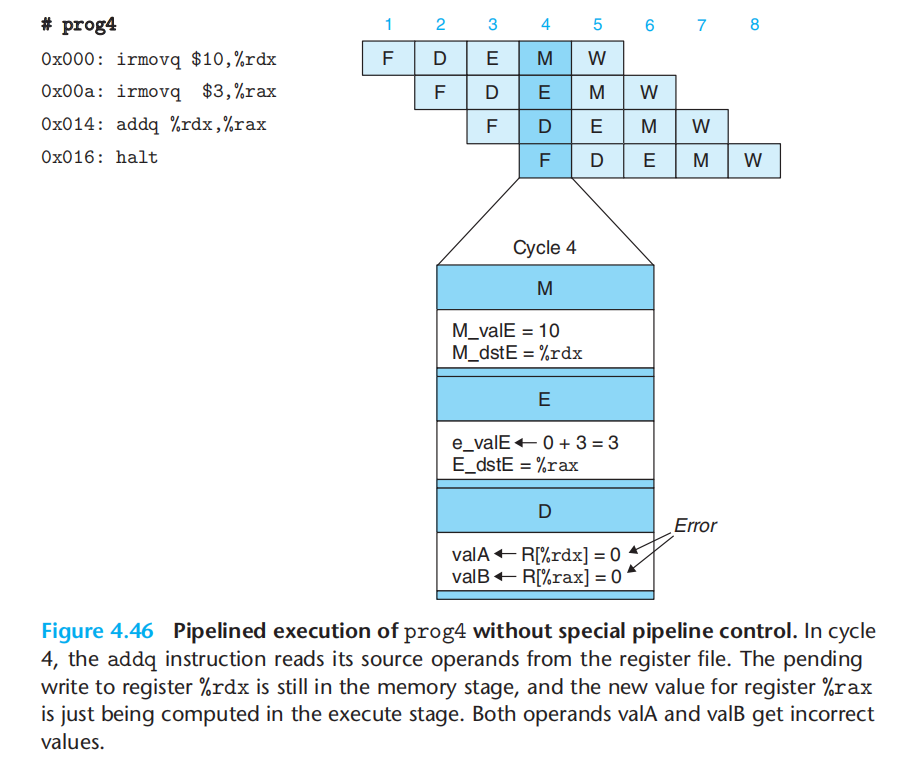 # prog4
0x000: irmovq $10,%rdx
0x00a: irmovq $3,%rax
0x014: addq %rdx,%rax
0x016: halt
1 2 3 4 5 6 7 8
F D E M W
F D E M W
F D E M W
F D E M W
Cycle 4
M
M_valE = 10
M_dstE = %rdx
E
e_valE ← 0 + 3 = 3
E_dstE = %rax
D
Error
valA ← R[%rdx] = 0
valB ← R[%rax] = 0
Figure 4.46 Pipelined execution of prog4 without special pipeline control. In cycle
4, the addq instruction reads its source operands from the register file. The pending
write to register %rdx is still in the memory stage, and the new value for register %rax
is just being computed in the execute stage. Both operands valA and valB get incorrect
values.